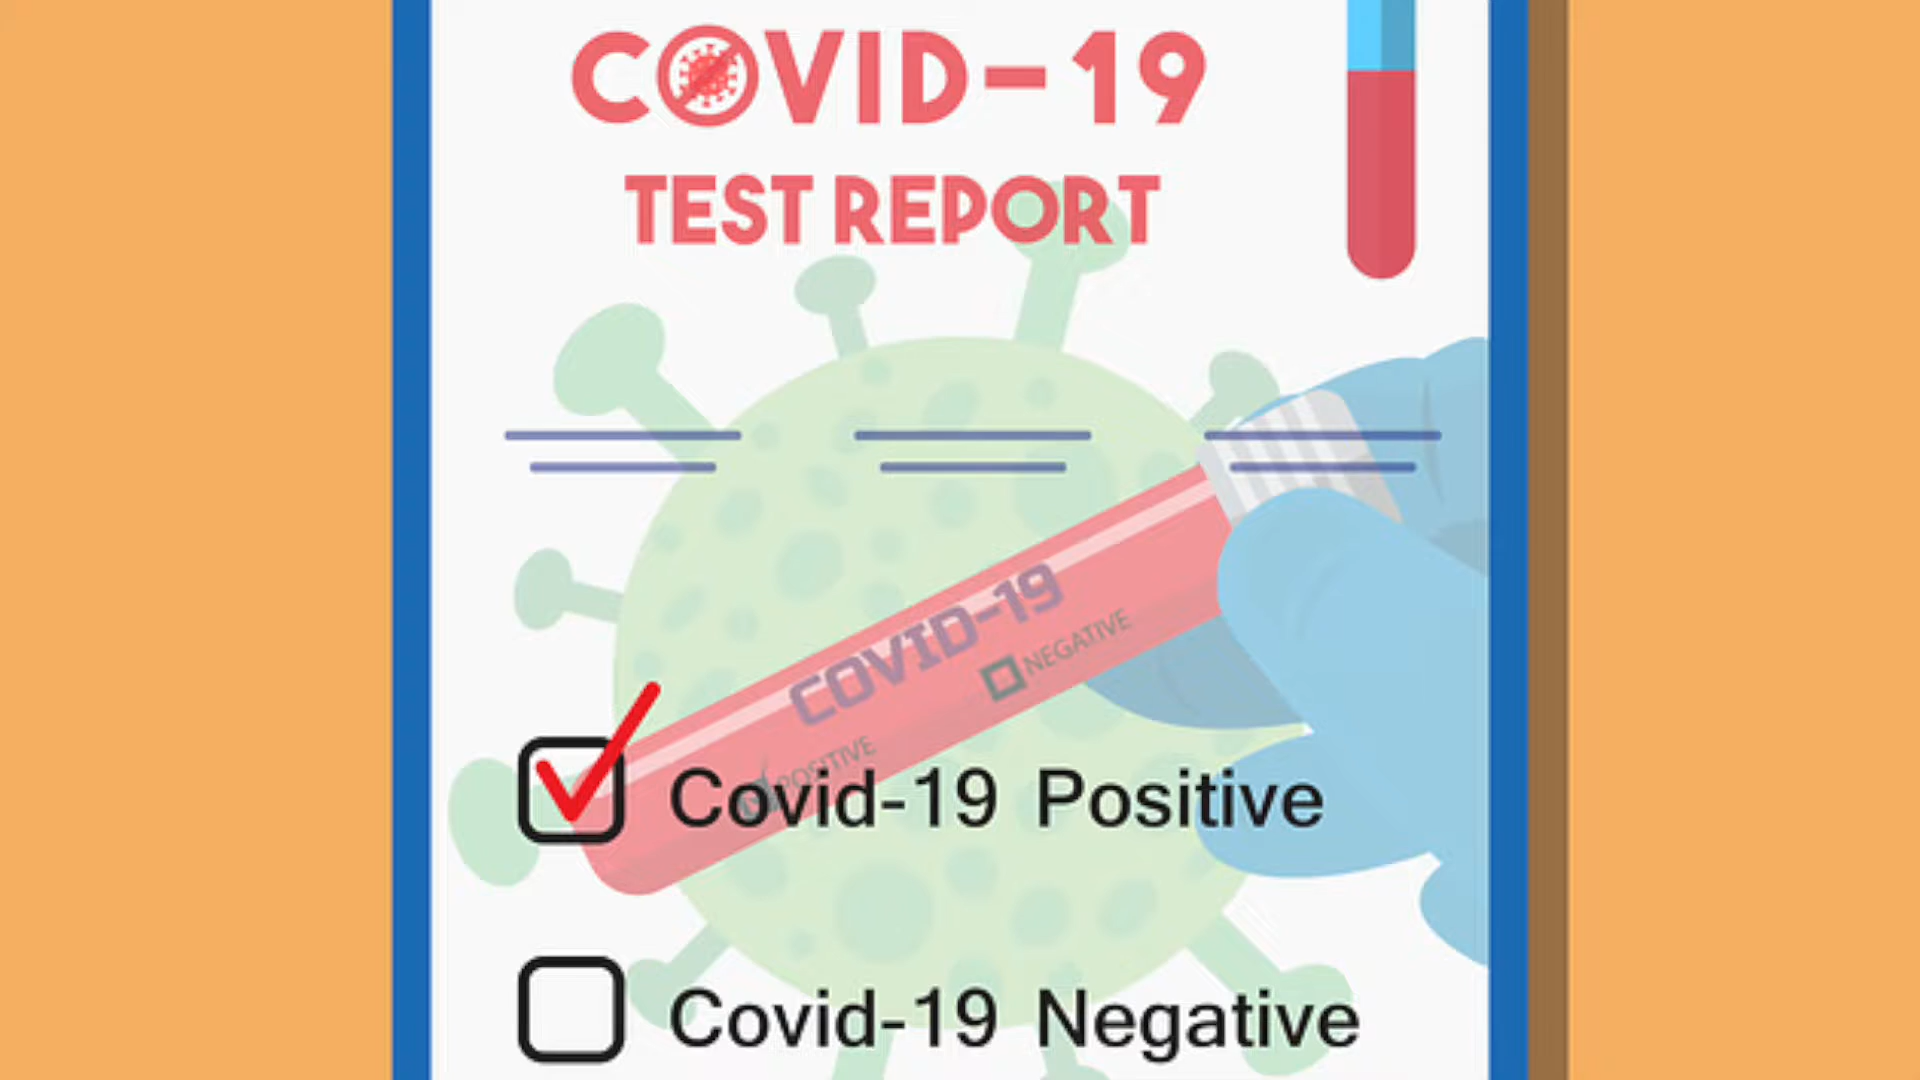 COVID-19
TEST REPORT
COVID-19
NEGATIVE
POSITIVE
Covid-19 Positive
Covid-19 Negative